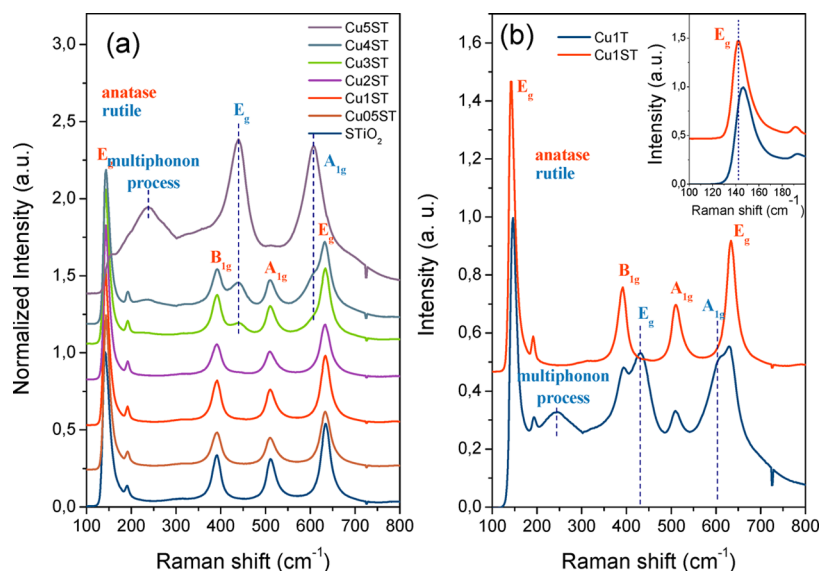 (a)
Cu5ST
Cu4ST
Cu3ST
Cu2ST
Cu1ST
Cu05ST
STiO2
anatase
rutile
Eg
multiphonon
process
Eg
A1g
Eg
B1g
A1g
3,0
2,5
2,0
1.5
1.0
0,5
0,0
Normalized Intensity (a.u.)
100 200 300 400 500 600 700 800
Raman shift (cm-1)
(b)
Cu1T
Cu1ST
Eg
anatase
rutile
B1g
Eg
A1g
A1g
Eg
multiphonon
process
1,6
1,4
1,2
1,0
0,8
0,6
0,4
0,2
0,0
Intensity (a. u.)
100 200 300 400 500 600 700 800
Raman shift (cm-1)
Eg
1,5
1,0
0,5
0,0
Intensity (a.u.)
100 120 140 160 180
Raman shift (cm-1)